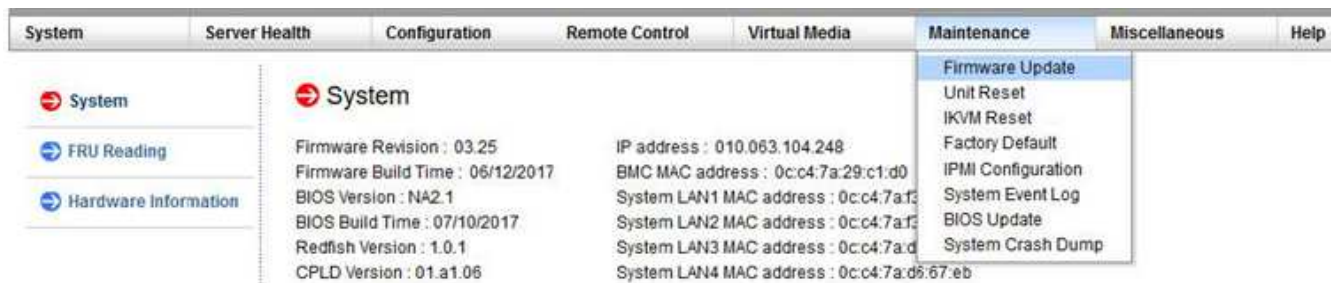 System Server Health Configuration Remote Control Virtual Media Maintenance Miscellaneous Help
Firmware Update
Unit Reset
IKVM Reset
Factory Default
IPMI Configuration
System Event Log
BIOS Update
System Crash Dump
System
FRU Reading
Hardware Information
System
Firmware Revision : 03.25
Firmware Build Time : 06/12/2017
BIOS Version : NA2.1
BIOS Build Time : 07/10/2017
Redfish Version : 1.0.1
CPLD Version : 01.a1.06
IP address : 010.063.104.248
BMC MAC address : 0c:c4:7a:29:c1:d0
System LAN1 MAC address : 0c:c4:7a:f3
System LAN2 MAC address : 0c:c4:7a:f3
System LAN3 MAC address : 0c:c4:7a:d
System LAN4 MAC address : 0c:c4:7a:d6:67:eb